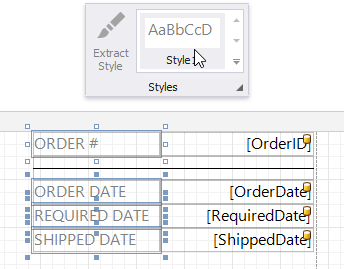 Extract
Style
AaBbCcD
Style
Styles
ORDER # [OrderID]
ORDER DATE [OrderDate]
REQUIRED DATE [RequiredDate]
SHIPPED DATE [ShippedDate]